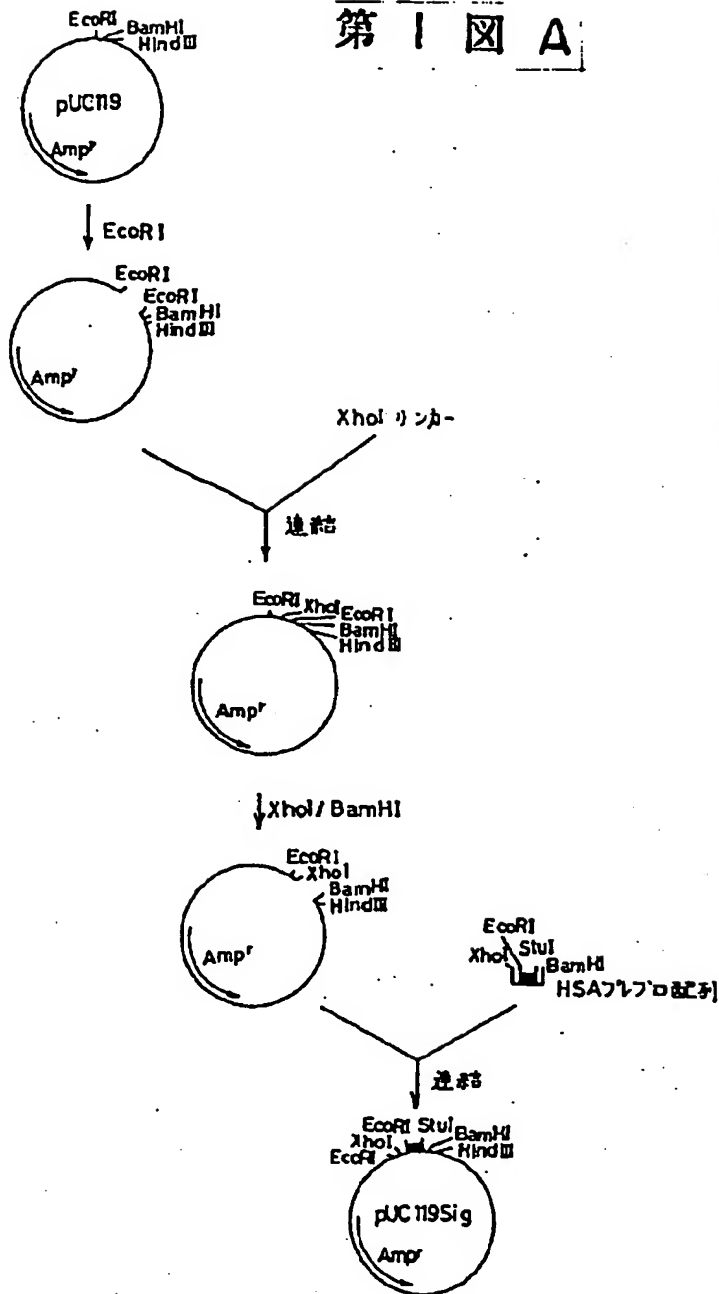 第 1 図 A
EcoRI
BamHI
HindIII
pUC119
Ampʳ
EcoRI
EcoRI
EcoRI
BamHI
HindIII
Ampʳ
XhoI リンカー
連結
EcoRI XhoI EcoRI
BamHI
HindIII
Ampʳ
XhoI/BamHI
EcoRI
XhoI
BamHI
HindIII
Ampʳ
EcoRI
StuI
XhoI
BamHI
HSAプレプロ配列
連結
EcoRI StuI
BamHI
XhoI
HindIII
EcoRI
pUC119Sig
Ampʳ